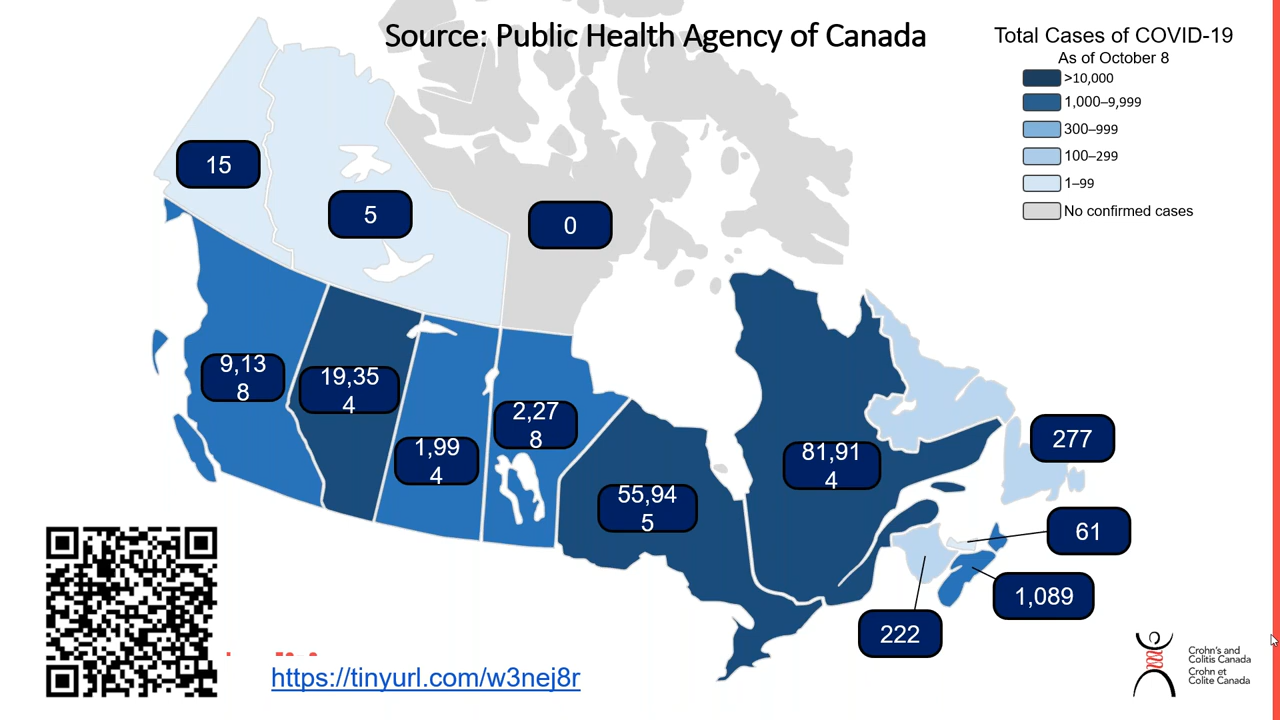 Source: Public Health Agency of Canada
Total Cases of COVID-19
As of October 8
>10,000
1,000–9,999
300–999
100–299
1–99
No confirmed cases
15
5
0
9,13
8
19,35
4
1,99
4
2,27
8
55,94
5
81,91
4
277
61
1,089
222
https://tinyurl.com/w3nej8r
Crohn's and
Colitis Canada
Crohn et
Colite Canada